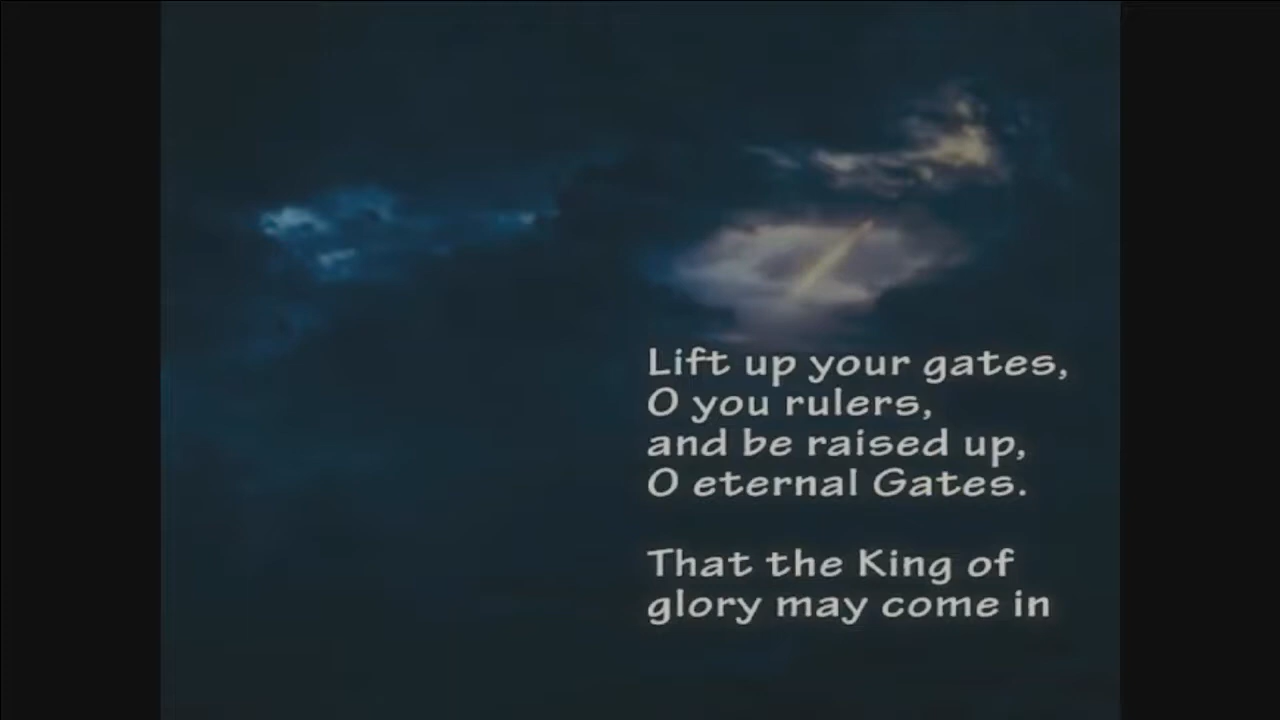 Lift up your gates,
O you rulers,
and be raised up,
O eternal Gates.
That the King of
glory may come in